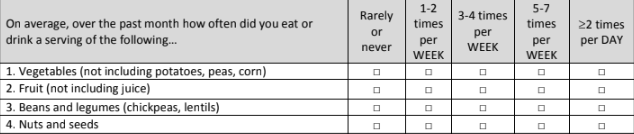 On average, over the past month how often did you eat or
drink a serving of the following...
Rarely
or
never
1-2
times
per
WEEK
3-4 times
per
WEEK
5-7
times
per
WEEK
≥2 times
per DAY
1. Vegetables (not including potatoes, peas, corn) □ □ □ □ □
2. Fruit (not including juice) □ □ □ □ □
3. Beans and legumes (chickpeas, lentils) □ □ □ □ □
4. Nuts and seeds □ □ □ □ □